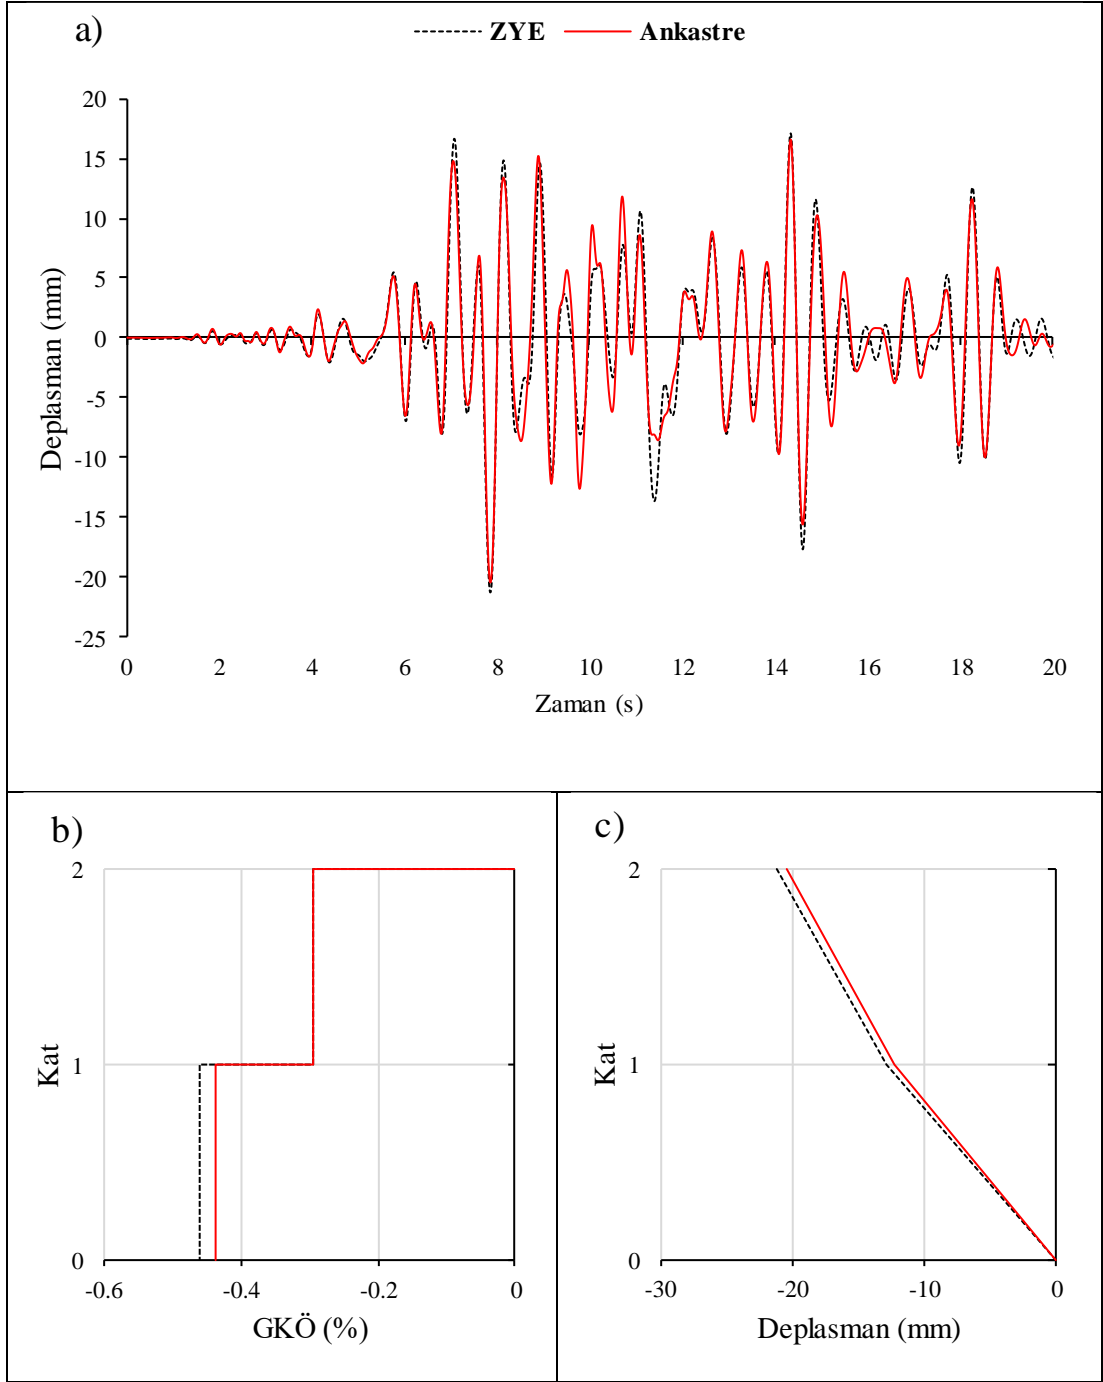 a)
ZYE Ankastre
20
15
10
5
0
-5
-10
-15
-20
-25
Deplasman (mm)
0 2 4 6 8 10 12 14 16 18 20
Zaman (s)
b)
2
1
0
Kat
-0.6 -0.4 -0.2 0
GKÖ (%)
c)
2
1
0
Kat
-30 -20 -10 0
Deplasman (mm)